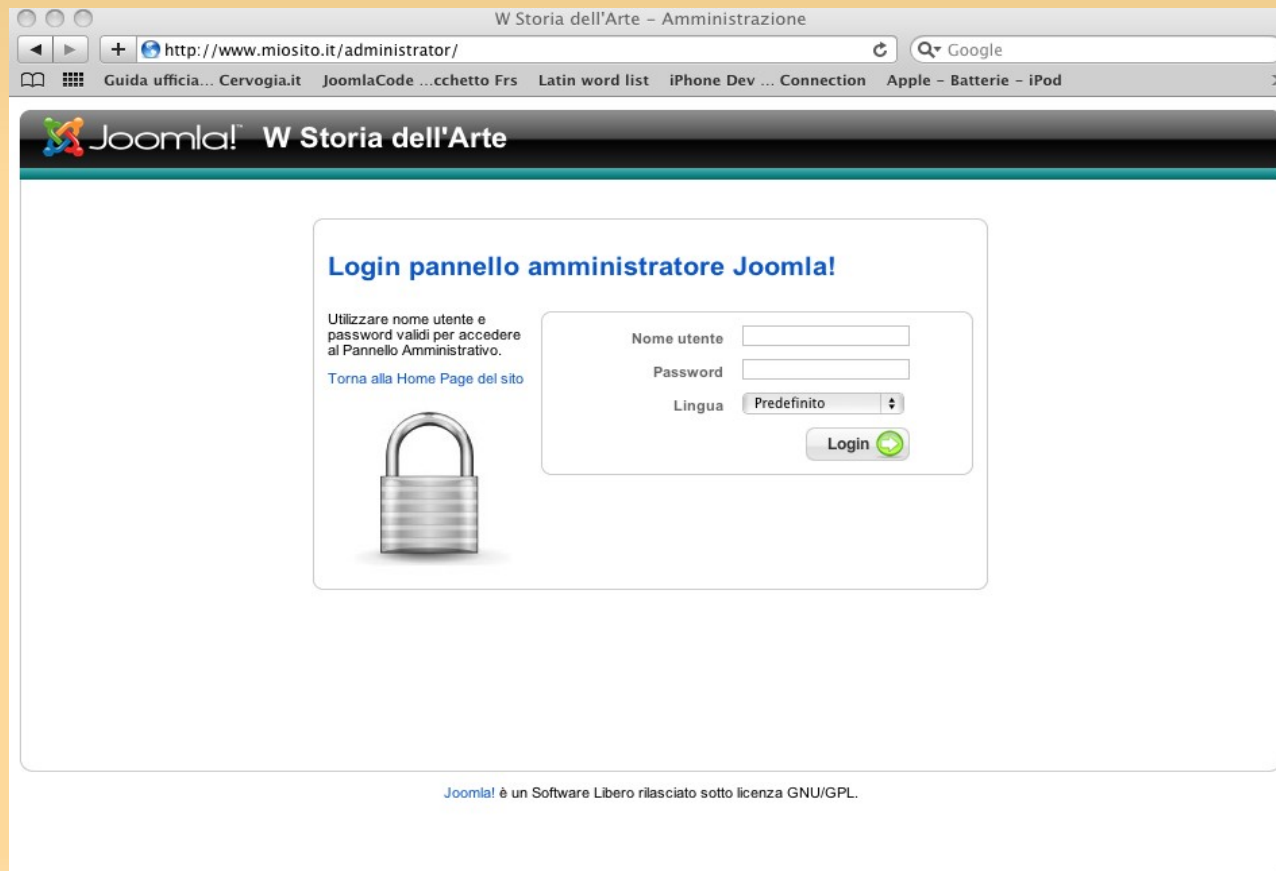 W Storia dell'Arte – Amministrazione
http://www.miosito.it/administrator/
Google
Guida ufficia... Cervogia.it JoomlaCode ...cchetto Frs Latin word list iPhone Dev ... Connection Apple – Batterie – iPod
Joomla!™ W Storia dell'Arte
Login pannello amministratore Joomla!
Utilizzare nome utente e
password validi per accedere
al Pannello Amministrativo.
Torna alla Home Page del sito
Nome utente
Password
Lingua Predefinito
Login
Joomla! è un Software Libero rilasciato sotto licenza GNU/GPL.